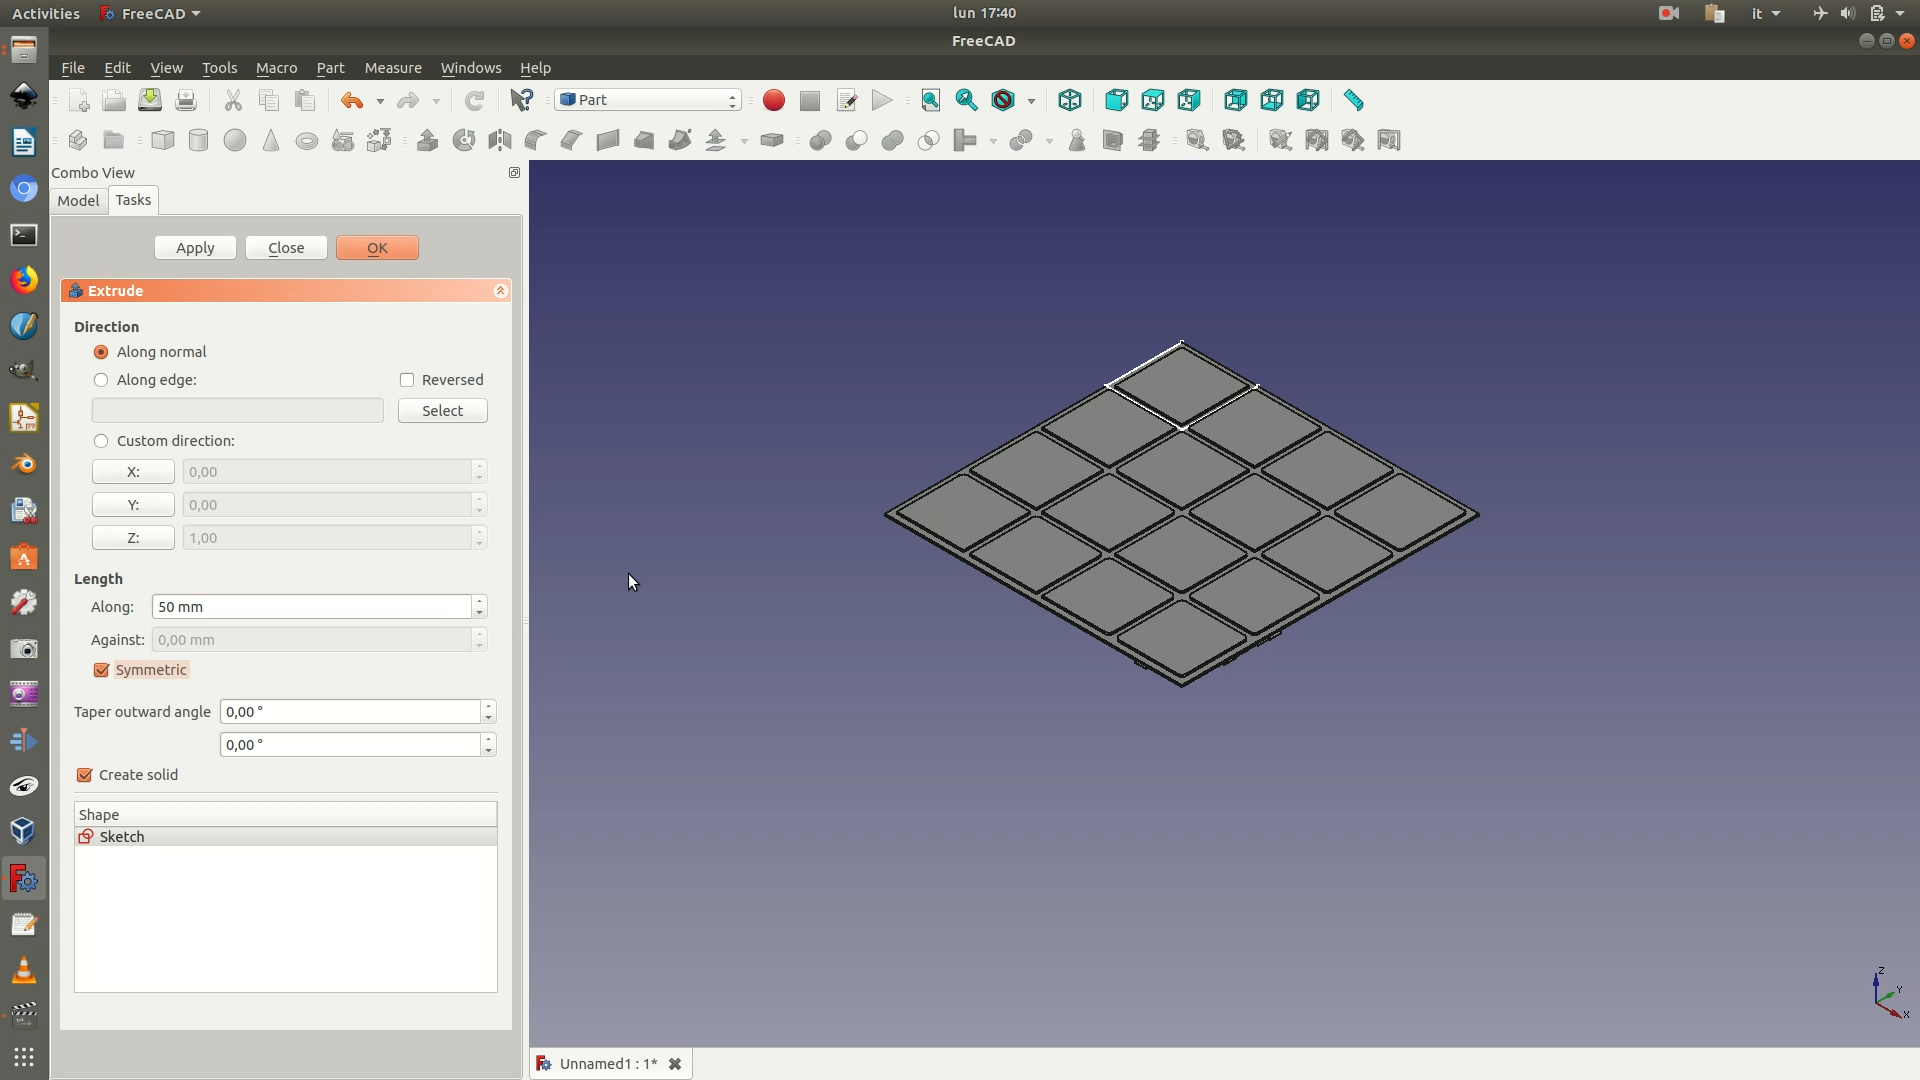 Activities FreeCAD lun 17:40 it
FreeCAD
File Edit View Tools Macro Part Measure Windows Help
Part
Combo View
Model Tasks
Apply Close OK
Extrude
Direction
Along normal
Along edge: Reversed
Select
Custom direction:
X: 0,00
Y: 0,00
Z: 1,00
Length
Along: 50 mm
Against: 0,00 mm
Symmetric
Taper outward angle 0,00 °
0,00 °
Create solid
Shape
Sketch
Z
Y
X
Unnamed1 : 1*